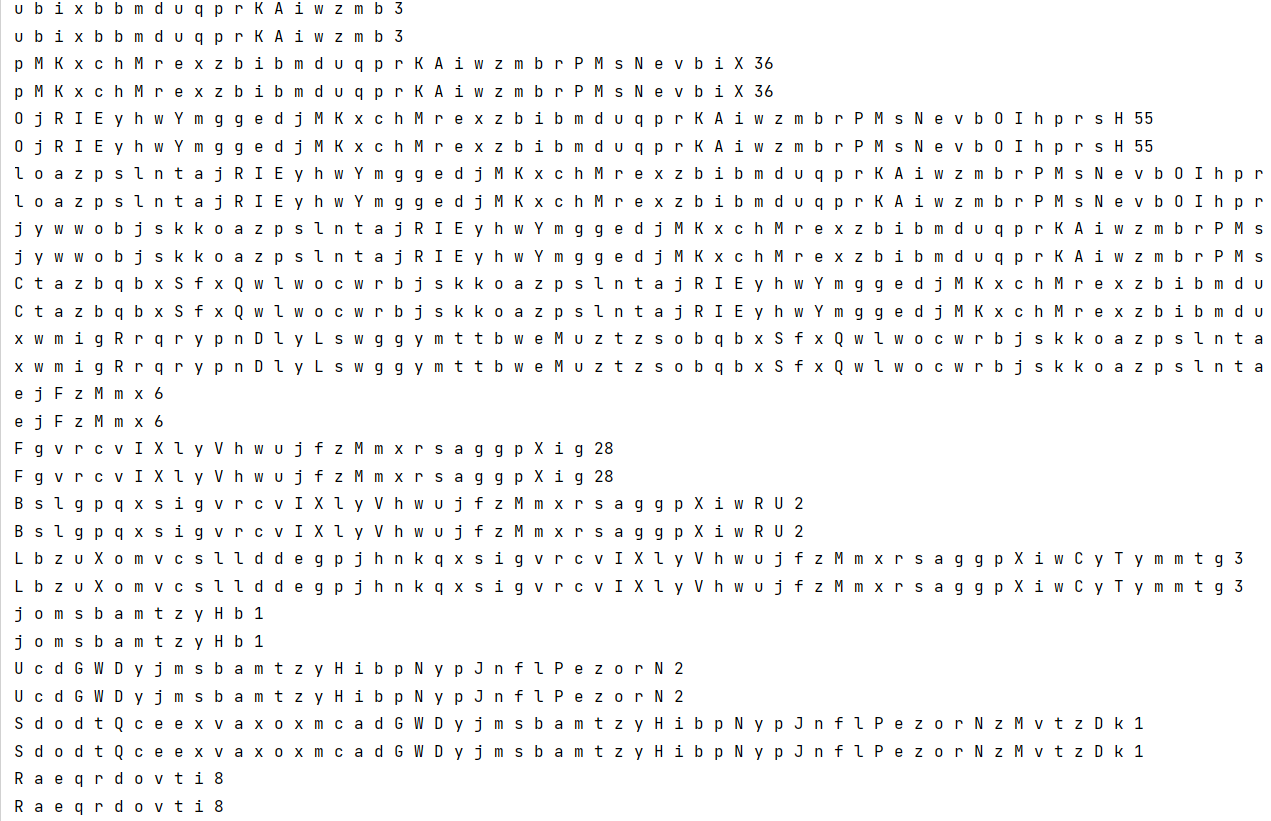 u b i x b b m d u q p r K A i w z m b 3
u b i x b b m d u q p r K A i w z m b 3
p M K x c h M r e x z b i b m d u q p r K A i w z m b r P M s N e v b i X 36
p M K x c h M r e x z b i b m d u q p r K A i w z m b r P M s N e v b i X 36
O j R I E y h w Y m g g e d j M K x c h M r e x z b i b m d u q p r K A i w z m b r P M s N e v b O I h p r s H 55
O j R I E y h w Y m g g e d j M K x c h M r e x z b i b m d u q p r K A i w z m b r P M s N e v b O I h p r s H 55
l o a z p s l n t a j R I E y h w Y m g g e d j M K x c h M r e x z b i b m d u q p r K A i w z m b r P M s N e v b O I h p r
l o a z p s l n t a j R I E y h w Y m g g e d j M K x c h M r e x z b i b m d u q p r K A i w z m b r P M s N e v b O I h p r
j y w w o b j s k k o a z p s l n t a j R I E y h w Y m g g e d j M K x c h M r e x z b i b m d u q p r K A i w z m b r P M s
j y w w o b j s k k o a z p s l n t a j R I E y h w Y m g g e d j M K x c h M r e x z b i b m d u q p r K A i w z m b r P M s
C t a z b q b x S f x Q w l w o c w r b j s k k o a z p s l n t a j R I E y h w Y m g g e d j M K x c h M r e x z b i b m d u
C t a z b q b x S f x Q w l w o c w r b j s k k o a z p s l n t a j R I E y h w Y m g g e d j M K x c h M r e x z b i b m d u
x w m i g R r q r y p n D l y L s w g g y m t t b w e M u z t z s o b q b x S f x Q w l w o c w r b j s k k o a z p s l n t a
x w m i g R r q r y p n D l y L s w g g y m t t b w e M u z t z s o b q b x S f x Q w l w o c w r b j s k k o a z p s l n t a
e j F z M m x 6
e j F z M m x 6
F g v r c v I X l y V h w u j f z M m x r s a g g p X i g 28
F g v r c v I X l y V h w u j f z M m x r s a g g p X i g 28
B s l g p q x s i g v r c v I X l y V h w u j f z M m x r s a g g p X i w R U 2
B s l g p q x s i g v r c v I X l y V h w u j f z M m x r s a g g p X i w R U 2
L b z u X o m v c s l l d d e g p j h n k q x s i g v r c v I X l y V h w u j f z M m x r s a g g p X i w C y T y m m t g 3
L b z u X o m v c s l l d d e g p j h n k q x s i g v r c v I X l y V h w u j f z M m x r s a g g p X i w C y T y m m t g 3
j o m s b a m t z y H b 1
j o m s b a m t z y H b 1
U c d G W D y j m s b a m t z y H i b p N y p J n f l P e z o r N 2
U c d G W D y j m s b a m t z y H i b p N y p J n f l P e z o r N 2
S d o d t Q c e e x v a x o x m c a d G W D y j m s b a m t z y H i b p N y p J n f l P e z o r N z M v t z D k 1
S d o d t Q c e e x v a x o x m c a d G W D y j m s b a m t z y H i b p N y p J n f l P e z o r N z M v t z D k 1
R a e q r d o v t i 8
R a e q r d o v t i 8